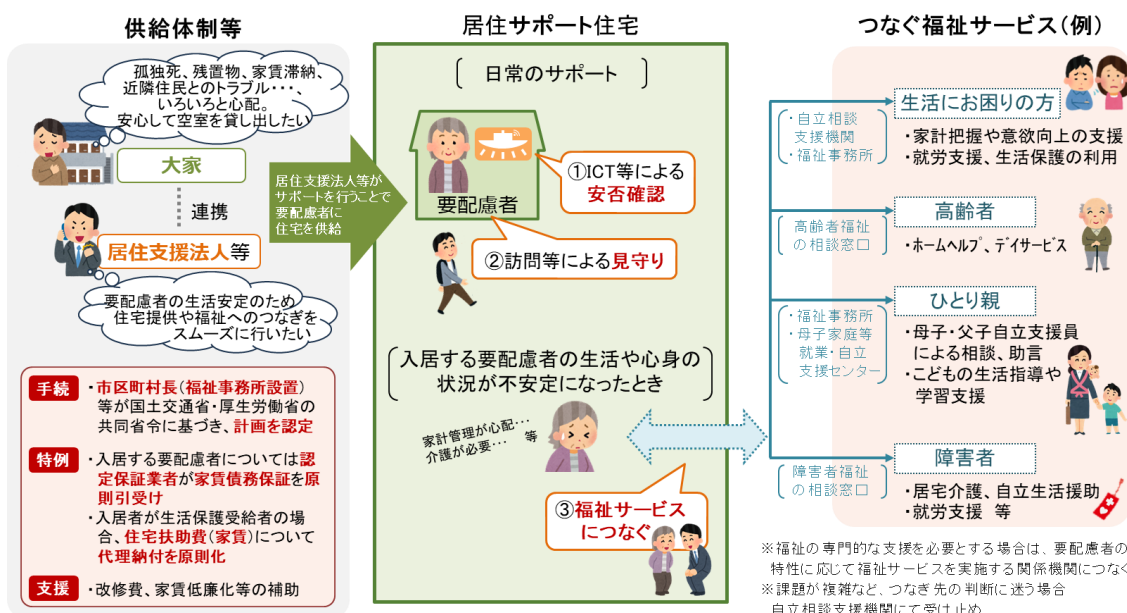 供給体制等
孤独死、残置物、家賃滞納、
近隣住民とのトラブル・・・、
いろいろと心配。
安心して空室を貸し出したい
大家
連携
居住支援法人等
要配慮者の生活安定のため
住宅提供や福祉へのつなぎを
スムーズに行いたい
手続
・市区町村長(福祉事務所設置)
等が国土交通省・厚生労働省の
共同省令に基づき、計画を認定
特例
・入居する要配慮者については認
定保証業者が家賃債務保証を原
則引受け
・入居者が生活保護受給者の場
合、住宅扶助費(家賃)について
代理納付を原則化
支援
・改修費、家賃低廉化等の補助
居住支援法人等が
サポートを行うことで
要配慮者に
住宅を供給
居住サポート住宅
日常のサポート
要配慮者
①ICT等による
安否確認
②訪問等による見守り
入居する要配慮者の生活や心身の
状況が不安定になったとき
家計管理が心配・・・
介護が必要・・・ 等
③福祉サービス
につなぐ
つなぐ福祉サービス(例)
・自立相談
支援機関
・福祉事務所
生活にお困りの方
・家計把握や意欲向上の支援
・就労支援、生活保護の利用
高齢者福祉
の相談窓口
高齢者
・ホームヘルプ、デイサービス
・福祉事務所
・母子家庭等
就業・自立
支援センター
ひとり親
・母子・父子自立支援員
による相談、助言
・こどもの生活指導や
学習支援
障害者福祉
の相談窓口
障害者
・居宅介護、自立生活援助
・就労支援 等
※福祉の専門的な支援を必要とする場合は、要配慮者の
特性に応じて福祉サービスを実施する関係機関につなぐ
※課題が複雑など、つなぎ先の判断に迷う場合
自立相談支援機関にて受け止め